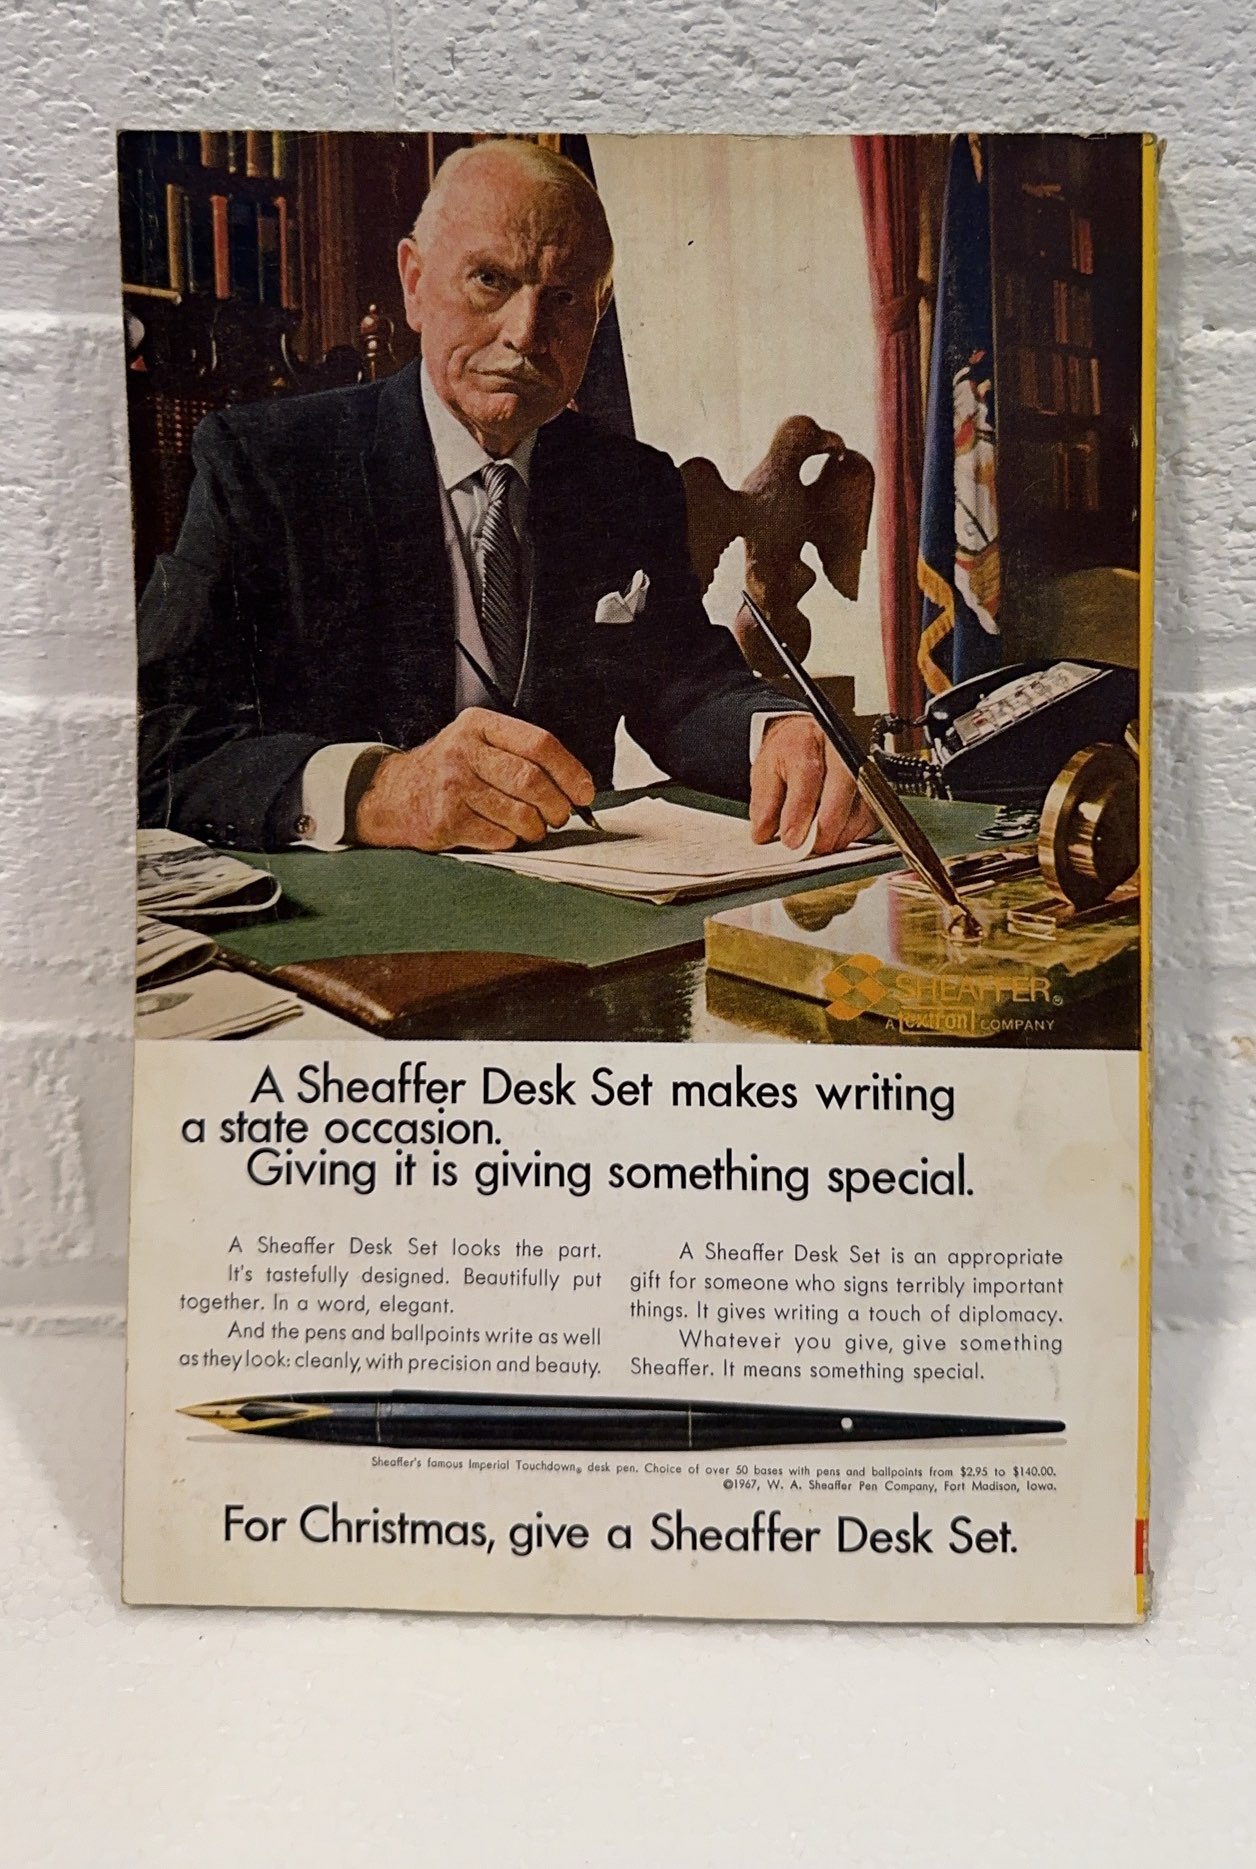 SHEAFFER®
A textron COMPANY
A Sheaffer Desk Set makes writing
a state occasion.
Giving it is giving something special.
A Sheaffer Desk Set looks the part.
It's tastefully designed. Beautifully put
together. In a word, elegant.
And the pens and ballpoints write as well
as they look: cleanly, with precision and beauty.
A Sheaffer Desk Set is an appropriate
gift for someone who signs terribly important
things. It gives writing a touch of diplomacy.
Whatever you give, give something
Sheaffer. It means something special.
Sheaffer's famous Imperial Touchdown® desk pen. Choice of over 50 bases with pens and ballpoints from $2.95 to $140.00.
©1967, W. A. Sheaffer Pen Company, Fort Madison, Iowa.
For Christmas, give a Sheaffer Desk Set.